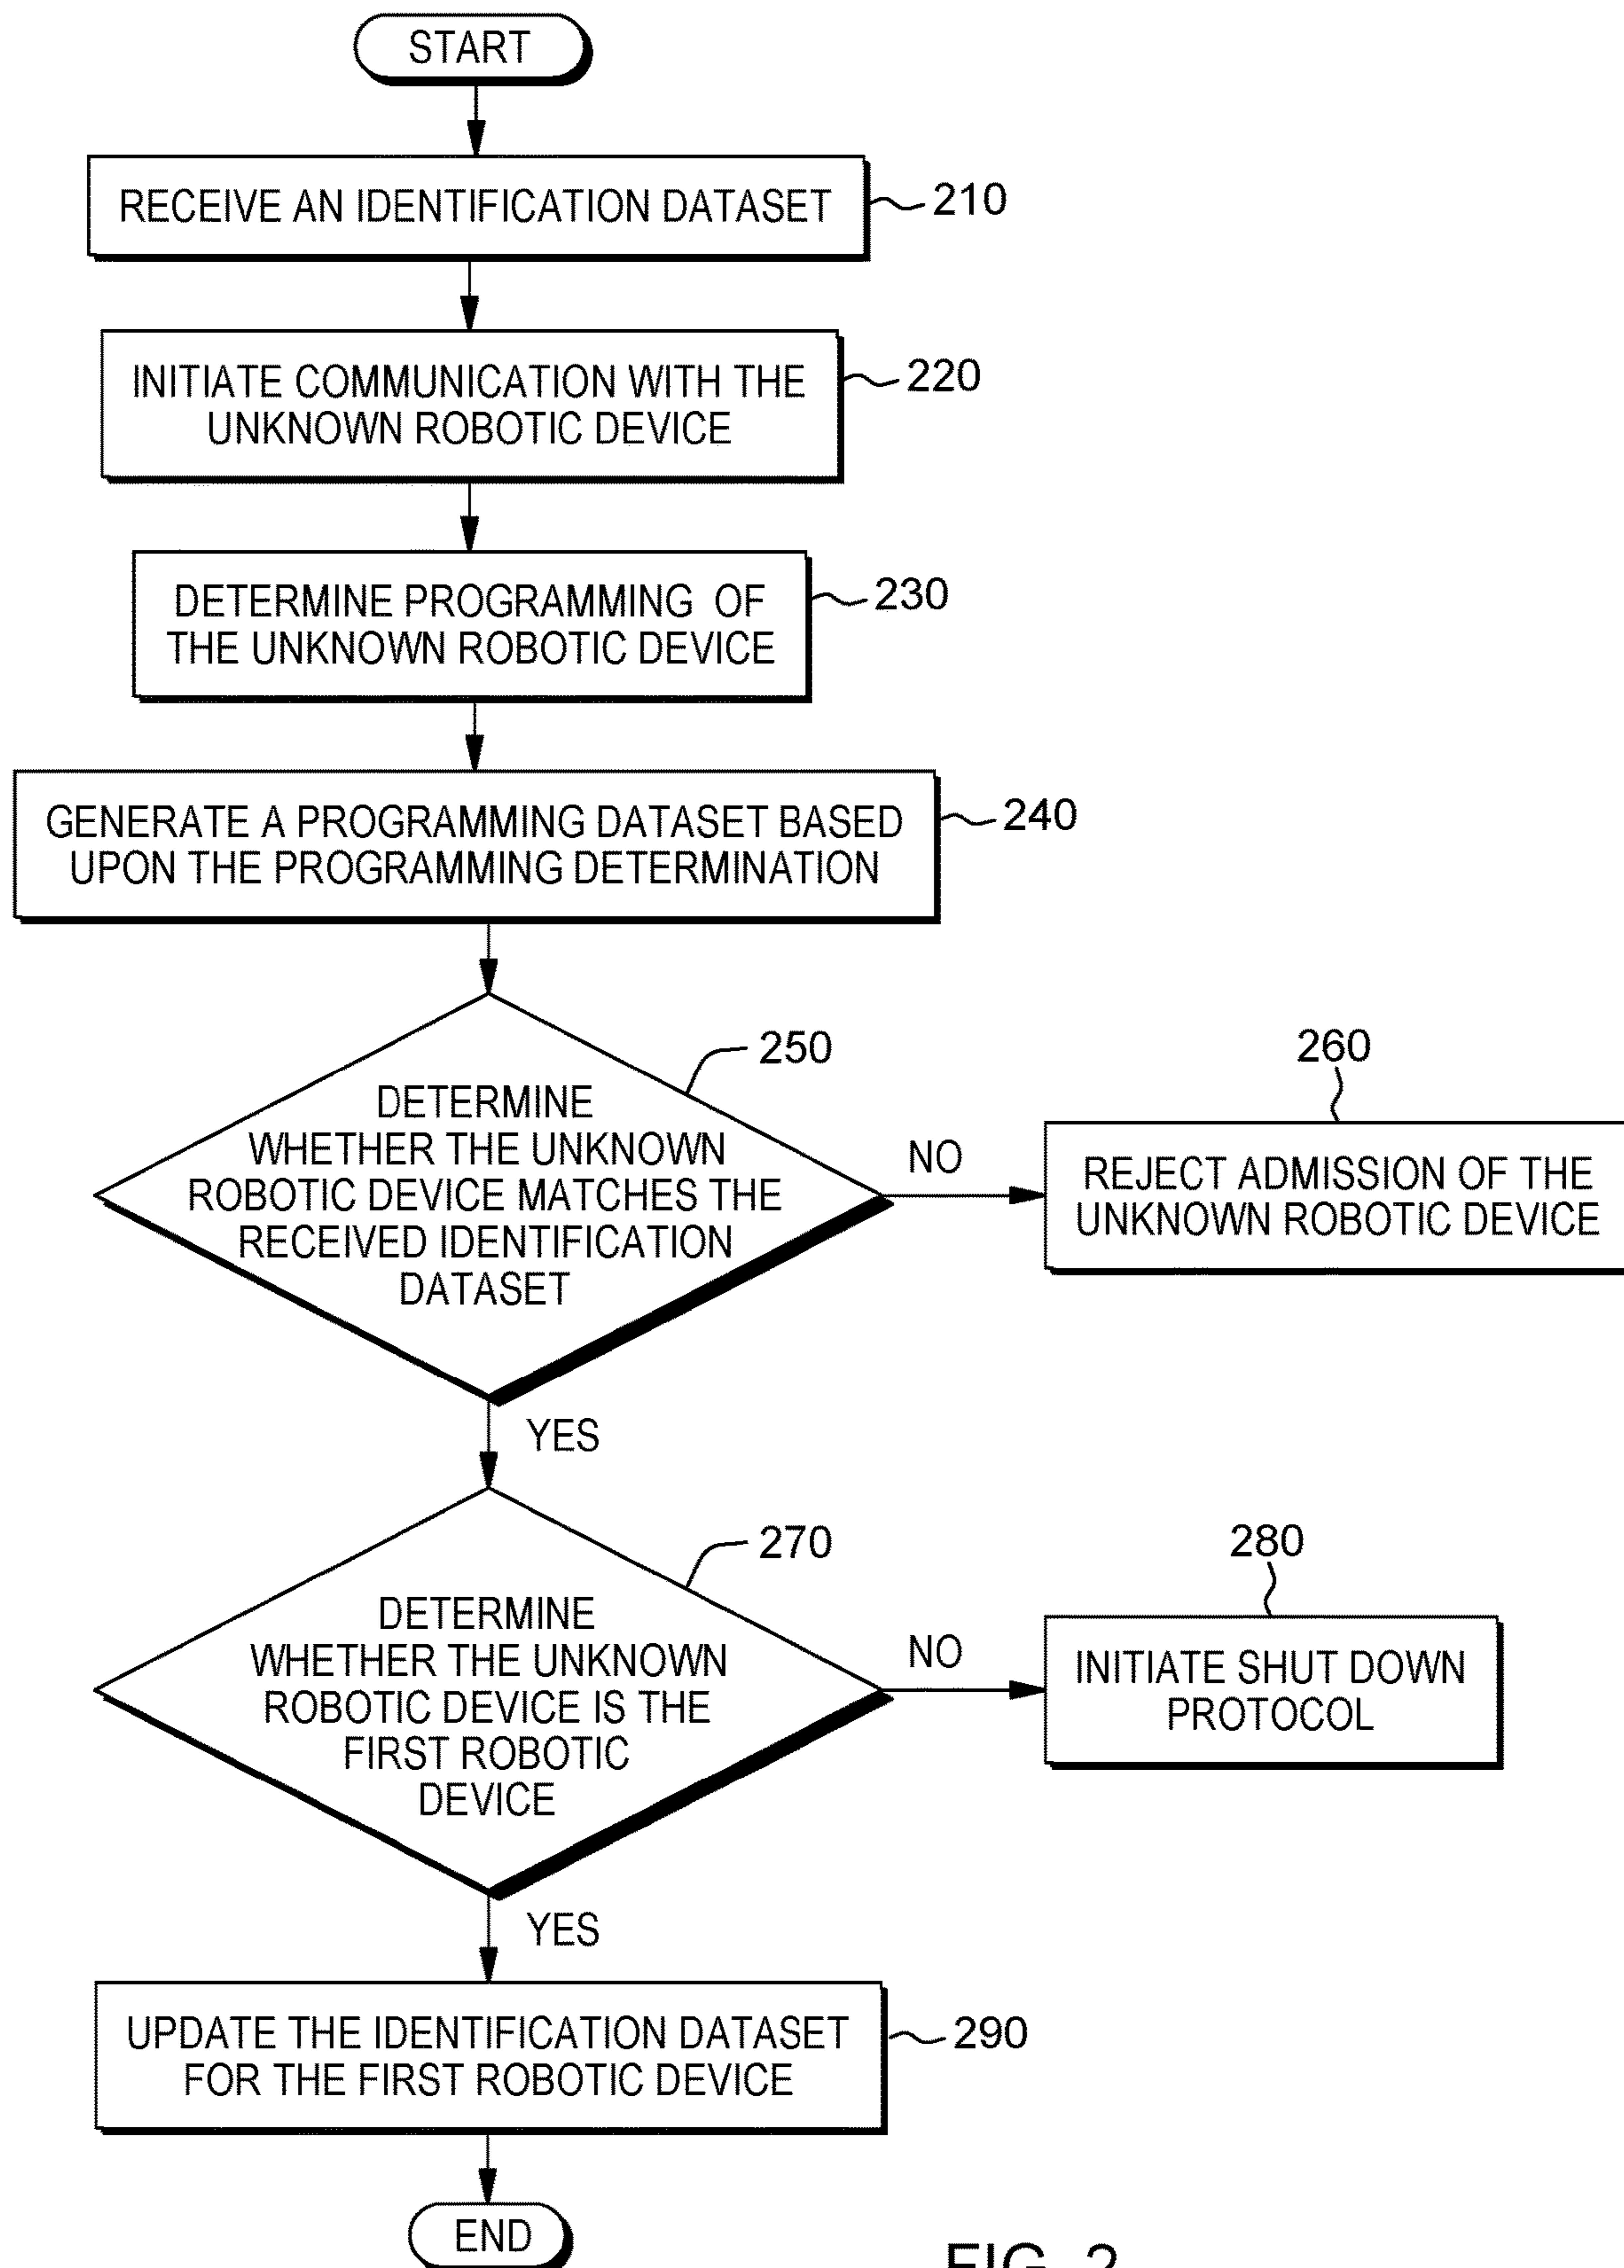 START
RECEIVE AN IDENTIFICATION DATASET
210
INITIATE COMMUNICATION WITH THE
UNKNOWN ROBOTIC DEVICE
220
DETERMINE PROGRAMMING OF
THE UNKNOWN ROBOTIC DEVICE
230
GENERATE A PROGRAMMING DATASET BASED
UPON THE PROGRAMMING DETERMINATION
240
250
DETERMINE
WHETHER THE UNKNOWN
ROBOTIC DEVICE MATCHES THE
RECEIVED IDENTIFICATION
DATASET
NO
260
REJECT ADMISSION OF THE
UNKNOWN ROBOTIC DEVICE
YES
270
DETERMINE
WHETHER THE UNKNOWN
ROBOTIC DEVICE IS THE
FIRST ROBOTIC
DEVICE
NO
280
INITIATE SHUT DOWN
PROTOCOL
YES
UPDATE THE IDENTIFICATION DATASET
FOR THE FIRST ROBOTIC DEVICE
290
END
FIG. 2